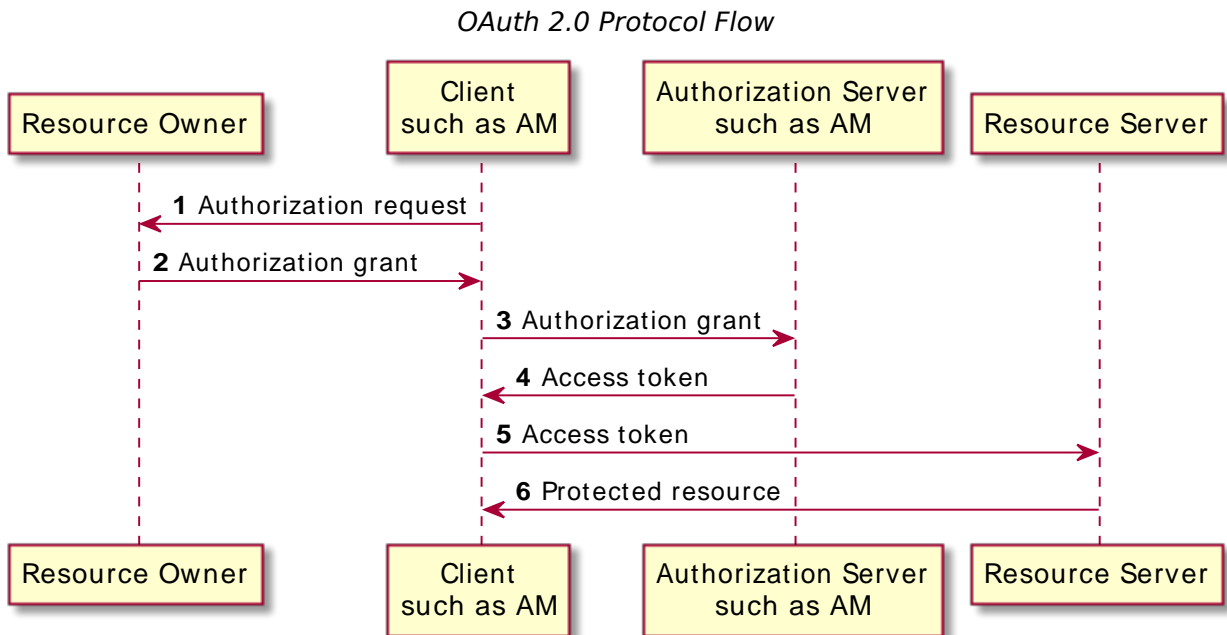 OAuth 2.0 Protocol Flow
Resource Owner
Client
such as AM
Authorization Server
such as AM
Resource Server
1 Authorization request
2 Authorization grant
3 Authorization grant
4 Access token
5 Access token
6 Protected resource
Resource Owner
Client
such as AM
Authorization Server
such as AM
Resource Server